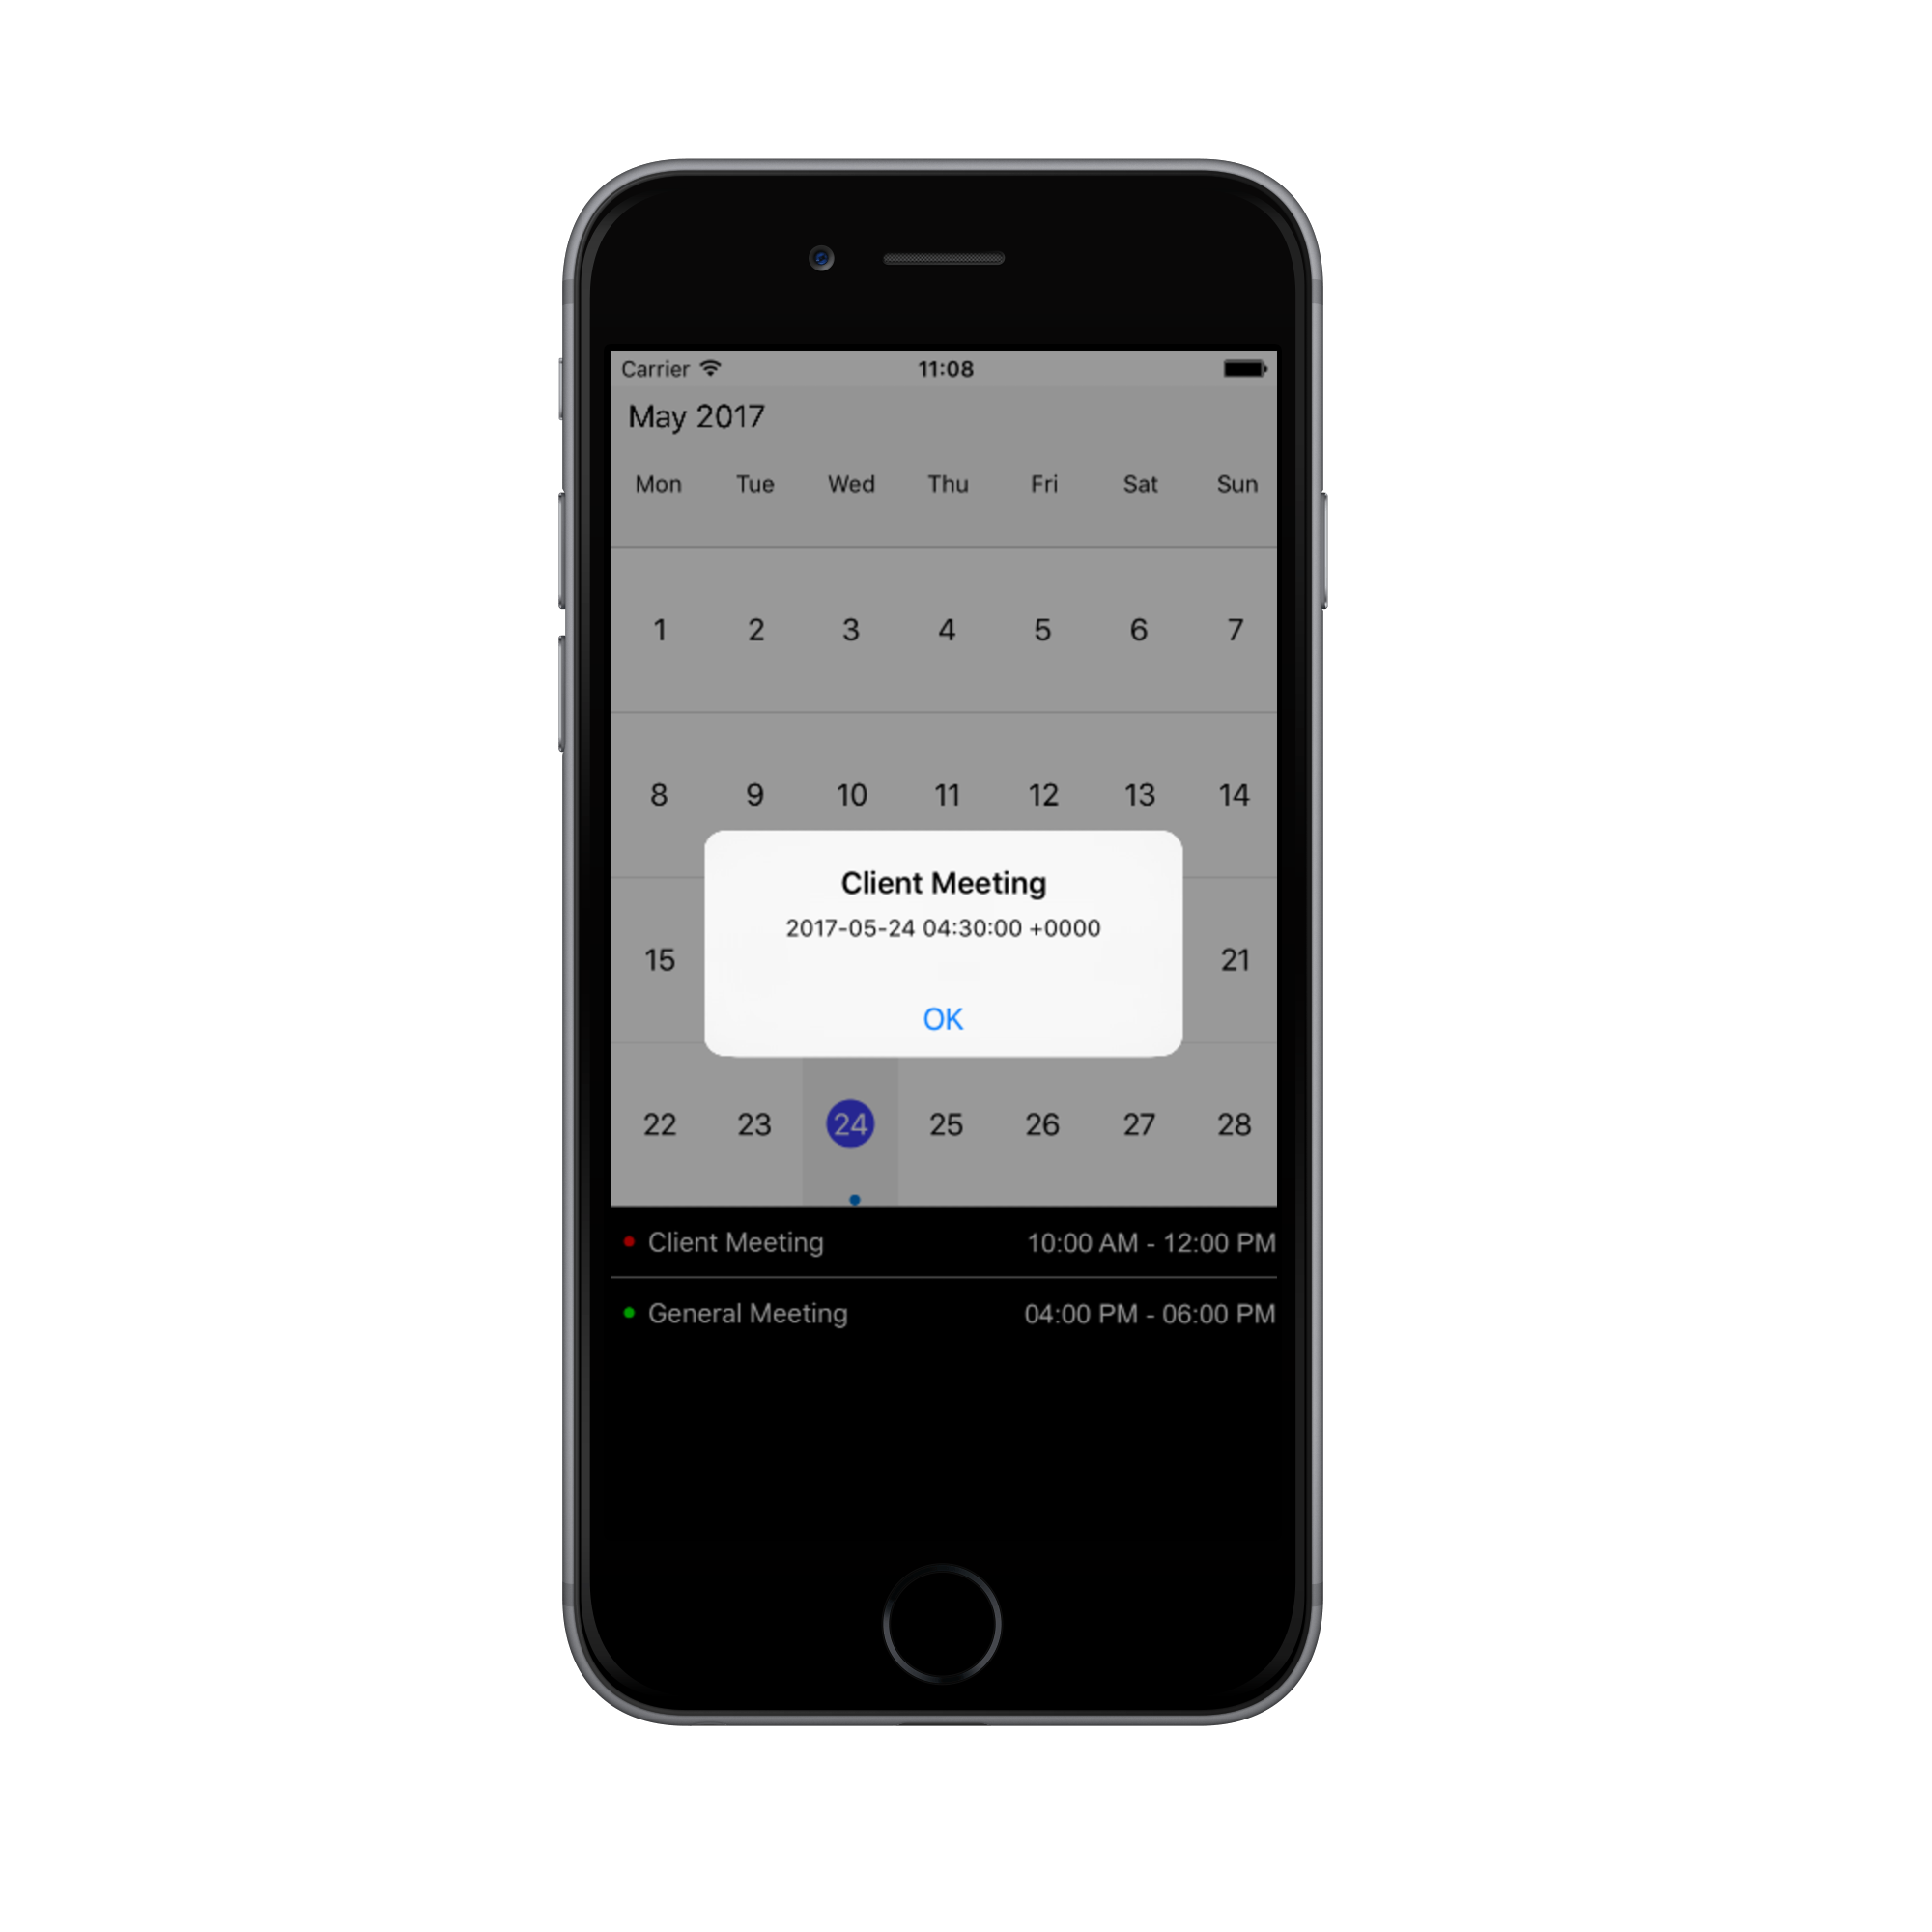 Carrier 11:08
May 2017
Mon Tue Wed Thu Fri Sat Sun
1 2 3 4 5 6 7
8 9 10 11 12 13 14
Client Meeting
2017-05-24 04:30:00 +0000
15 21
OK
22 23 24 25 26 27 28
Client Meeting 10:00 AM - 12:00 PM
General Meeting 04:00 PM - 06:00 PM